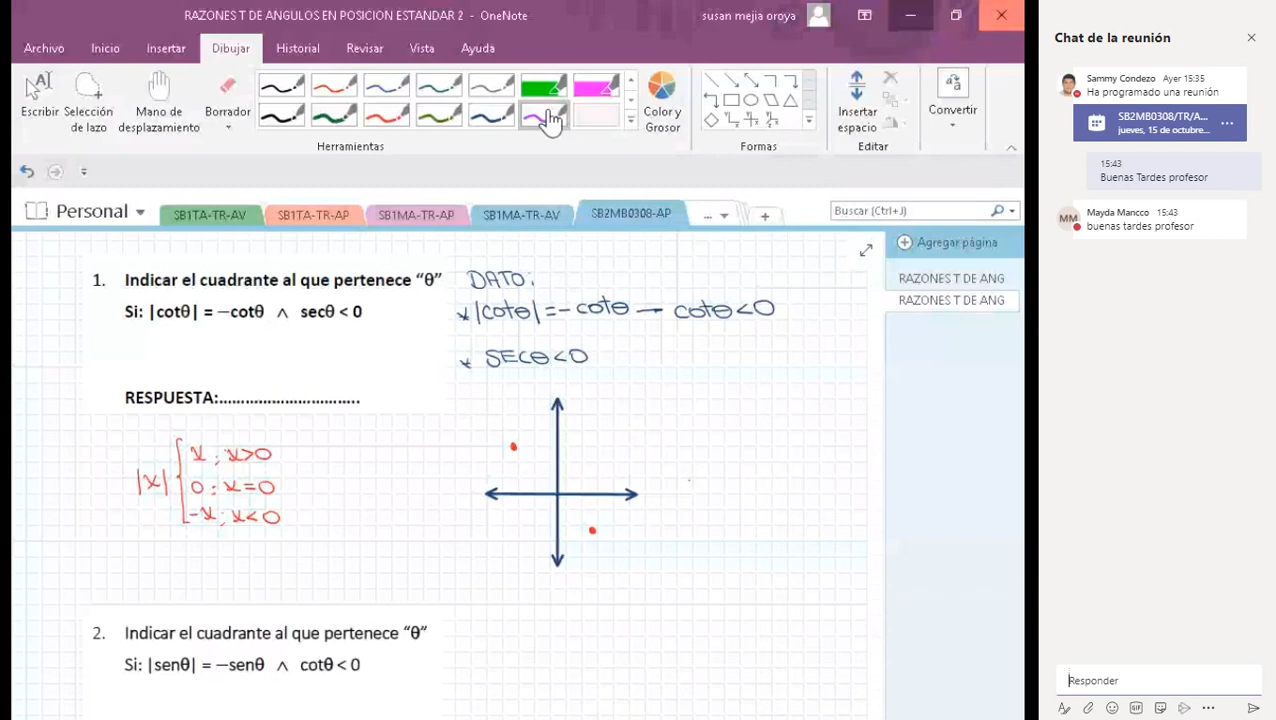 RAZONES T DE ANGULOS EN POSICION ESTANDAR 2 - OneNote
susan mejia oroya
Archivo Inicio Insertar Dibujar Historial Revisar Vista Ayuda
Escribir
Selección de lazo
Mano de desplazamiento
Borrador
Color y Grosor
Insertar espacio
Convertir
Herramientas
Formas
Editar
Personal
SB1TA-TR-AV
SB1TA-TR-AP
SB1MA-TR-AP
SB1MA-TR-AV
SB2MB0308-AP
...
Buscar (Ctrl+J)
Agregar página
RAZONES T DE ANG
RAZONES T DE ANG
1. Indicar el cuadrante al que pertenece “θ”
Si: |cotθ| = −cotθ ∧ secθ < 0
RESPUESTA:................................
DATO:
* |cotθ| = - cotθ — cotθ<0
* SECθ<0
|x| { x ; x>0
0 ; x=0
-x ; x<0
2. Indicar el cuadrante al que pertenece “θ”
Si: |senθ| = −senθ ∧ cotθ < 0
Chat de la reunión
Sammy Condezo Ayer 15:35
Ha programado una reunión
SB2MB0308/TR/A...
jueves, 15 de octubre...
15:43
Buenas Tardes profesor
MM
Mayda Mancco 15:43
buenas tardes profesor
Responder